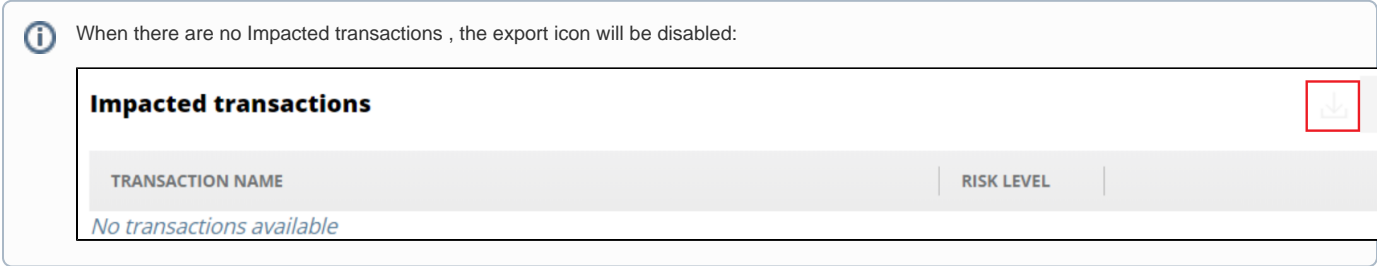 When there are no Impacted transactions , the export icon will be disabled:
Impacted transactions
TRANSACTION NAME RISK LEVEL
No transactions available